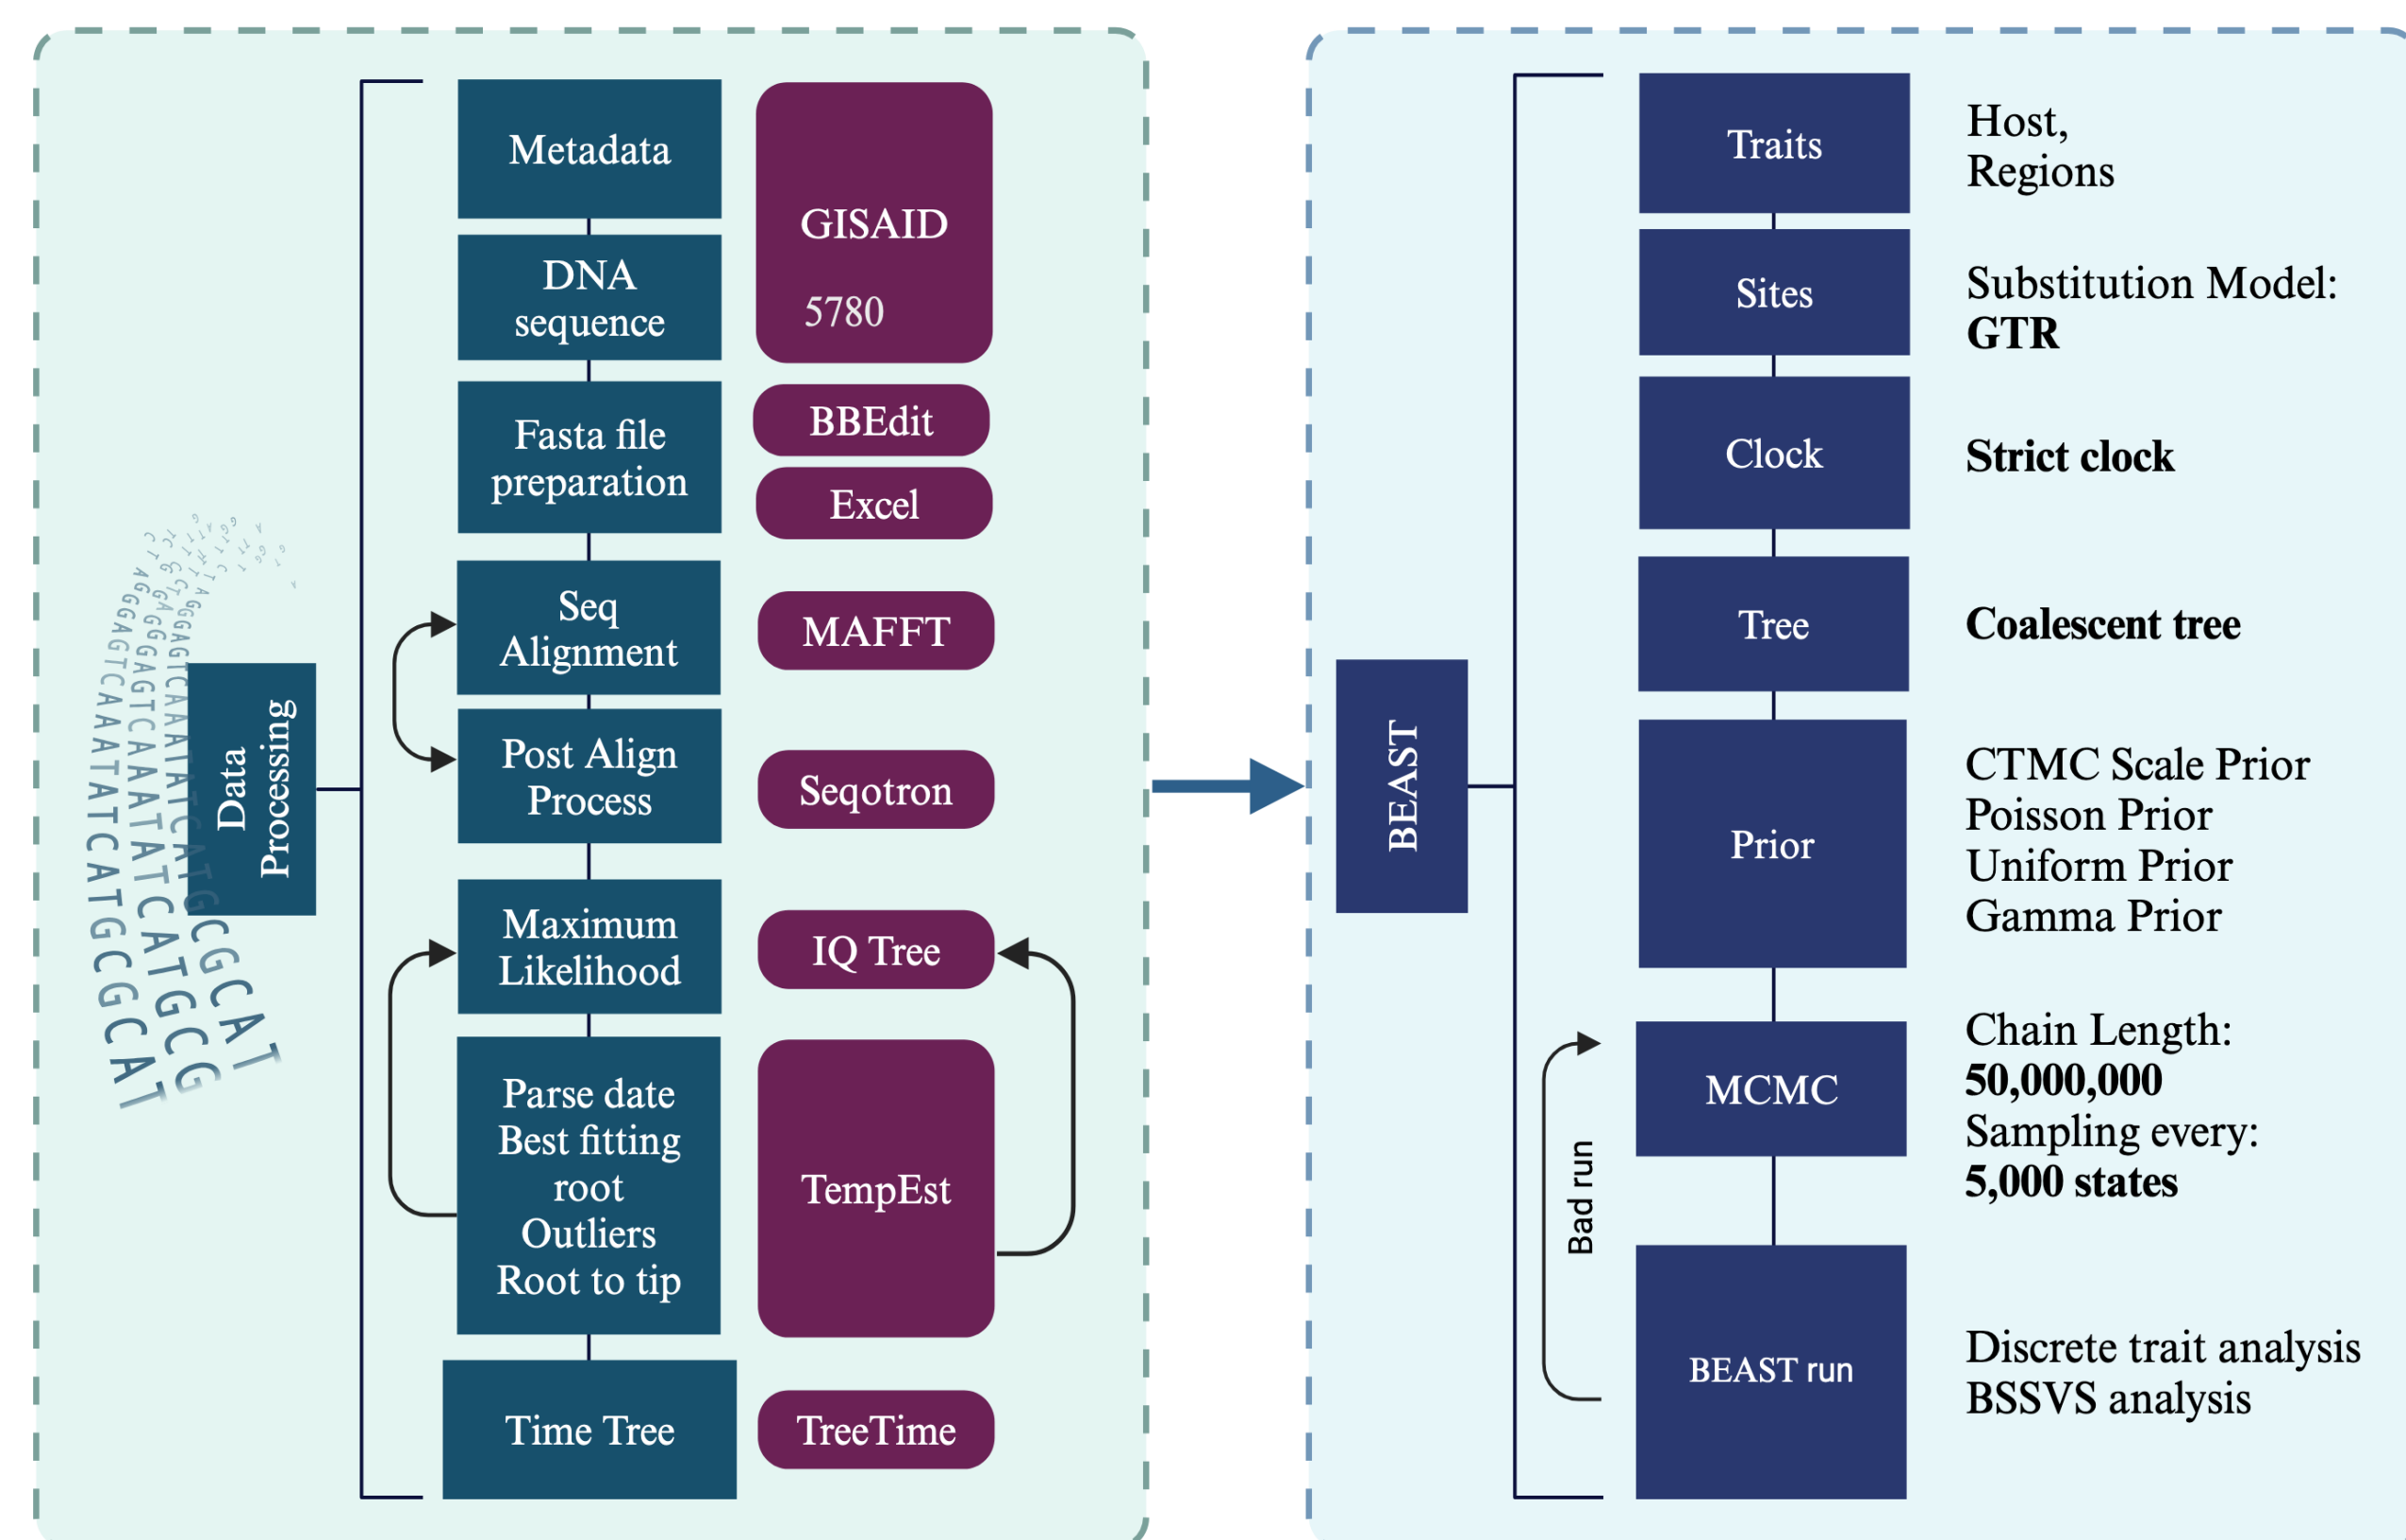 Data
Processing
Metadata
DNA
sequence
Fasta file
preparation
Seq
Alignment
Post Align
Process
Maximum
Likelihood
Parse date
Best fitting
root
Outliers
Root to tip
Time Tree
GISAID
5780
BBEdit
Excel
MAFFT
Seqotron
IQ Tree
TempEst
TreeTime
BEAST
Traits
Host,
Regions
Sites
Substitution Model:
GTR
Clock
Strict clock
Tree
Coalescent tree
Prior
CTMC Scale Prior
Poisson Prior
Uniform Prior
Gamma Prior
MCMC
Chain Length:
50,000,000
Sampling every:
5,000 states
Bad run
BEAST run
Discrete trait analysis
BSSVS analysis